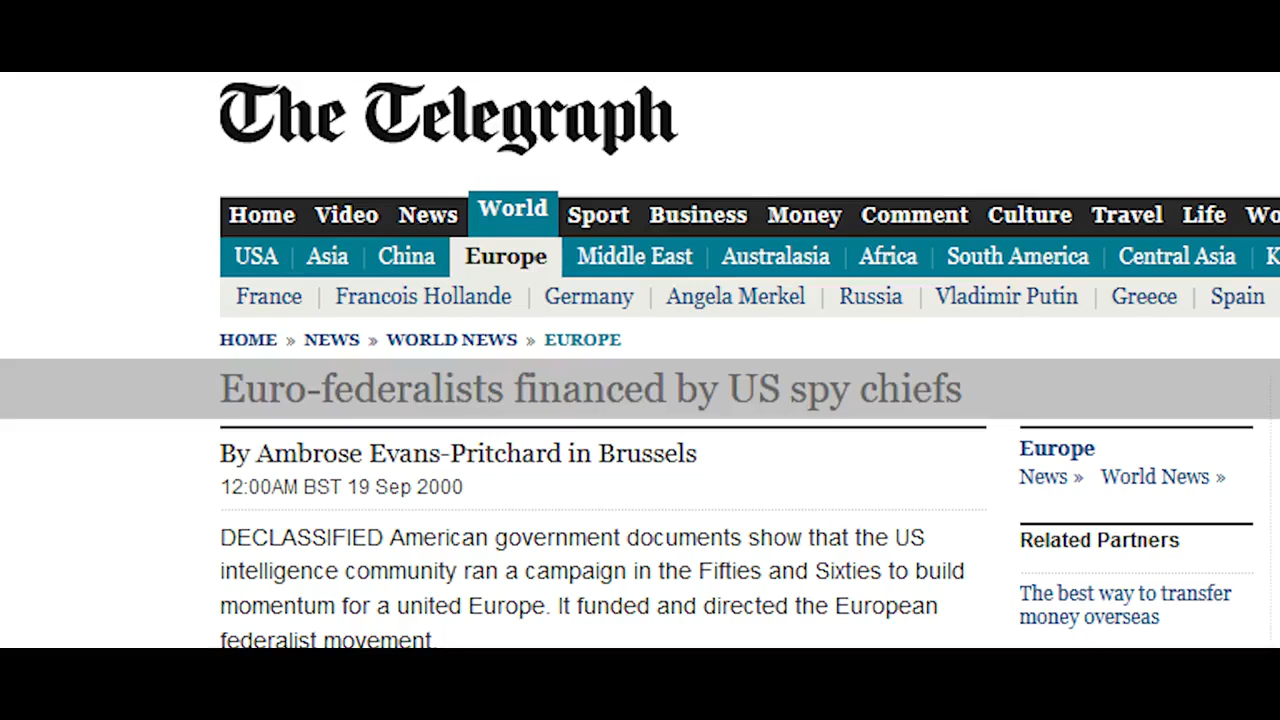 The Telegraph
Home Video News World Sport Business Money Comment Culture Travel Life Wo
USA Asia China Europe Middle East Australasia Africa South America Central Asia K
France Francois Hollande Germany Angela Merkel Russia Vladimir Putin Greece Spain
HOME » NEWS » WORLD NEWS » EUROPE
Euro-federalists financed by US spy chiefs
By Ambrose Evans-Pritchard in Brussels
12:00AM BST 19 Sep 2000
DECLASSIFIED American government documents show that the US
intelligence community ran a campaign in the Fifties and Sixties to build
momentum for a united Europe. It funded and directed the European
federalist movement.
Europe
News » World News »
Related Partners
The best way to transfer
money overseas